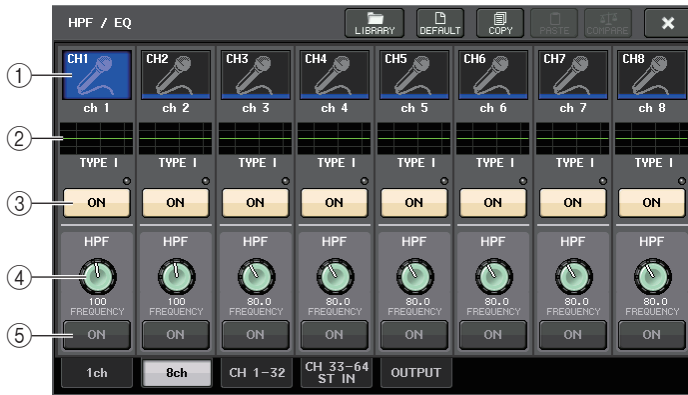 HPF / EQ LIBRARY DEFAULT COPY PASTE COMPARE
CH1 CH2 CH3 CH4 CH5 CH6 CH7 CH8
① ch 1 ch 2 ch 3 ch 4 ch 5 ch 6 ch 7 ch 8
②
TYPE I TYPE I TYPE I TYPE I TYPE I TYPE I TYPE I TYPE I
③ ON ON ON ON ON ON ON ON
HPF HPF HPF HPF HPF HPF HPF HPF
④
100 100 80.0 80.0 80.0 80.0 80.0 80.0
FREQUENCY FREQUENCY FREQUENCY FREQUENCY FREQUENCY FREQUENCY FREQUENCY FREQUENCY
⑤ ON ON ON ON ON ON ON ON
1ch 8ch CH 1-32 CH 33-64 OUTPUT
ST IN